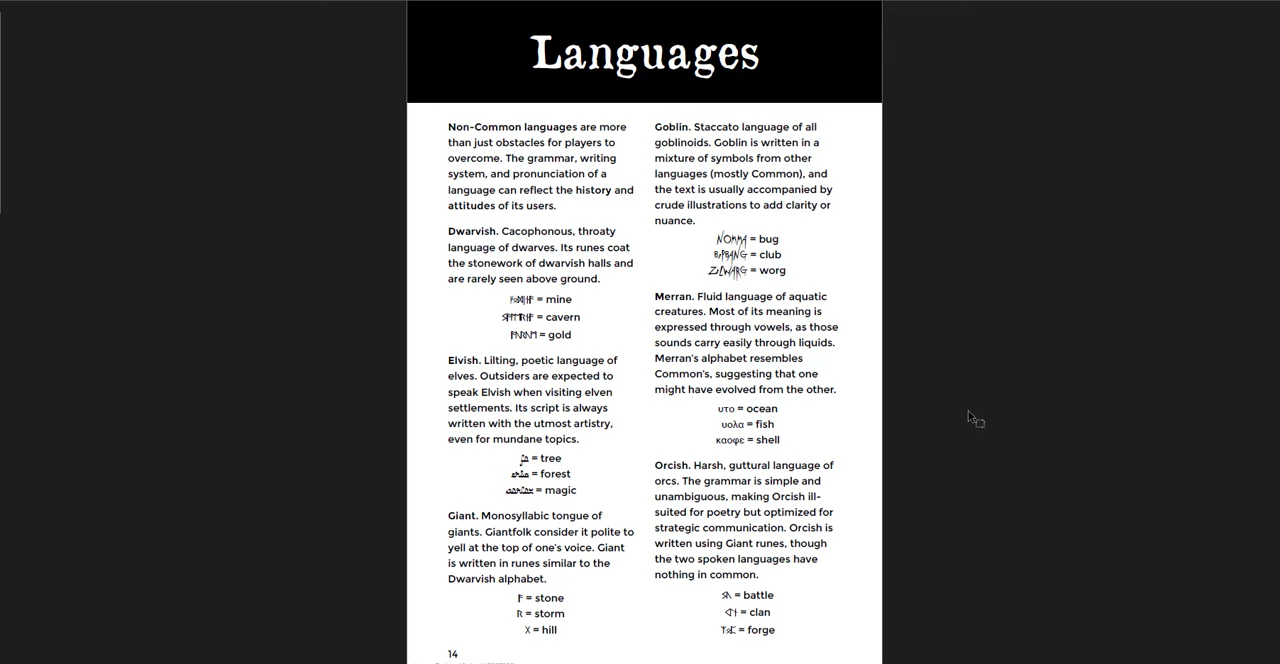 Languages
Non-Common languages are more
than just obstacles for players to
overcome. The grammar, writing
system, and pronunciation of a
language can reflect the history and
attitudes of its users.
Dwarvish. Cacophonous, throaty
language of dwarves. Its runes coat
the stonework of dwarvish halls and
are rarely seen above ground.
= mine
= cavern
= gold
Elvish. Lilting, poetic language of
elves. Outsiders are expected to
speak Elvish when visiting elven
settlements. Its script is always
written with the utmost artistry,
even for mundane topics.
= tree
= forest
= magic
Giant. Monosyllabic tongue of
giants. Giantfolk consider it polite to
yell at the top of one's voice. Giant
is written in runes similar to the
Dwarvish alphabet.
= stone
= storm
= hill
14
Goblin. Staccato language of all
goblinoids. Goblin is written in a
mixture of symbols from other
languages (mostly Common), and
the text is usually accompanied by
crude illustrations to add clarity or
nuance.
= bug
= club
= worg
Merran. Fluid language of aquatic
creatures. Most of its meaning is
expressed through vowels, as those
sounds carry easily through liquids.
Merran's alphabet resembles
Common's, suggesting that one
might have evolved from the other.
υτο = ocean
υολα = fish
καοφε = shell
Orcish. Harsh, guttural language of
orcs. The grammar is simple and
unambiguous, making Orcish ill-
suited for poetry but optimized for
strategic communication. Orcish is
written using Giant runes, though
the two spoken languages have
nothing in common.
= battle
= clan
= forge